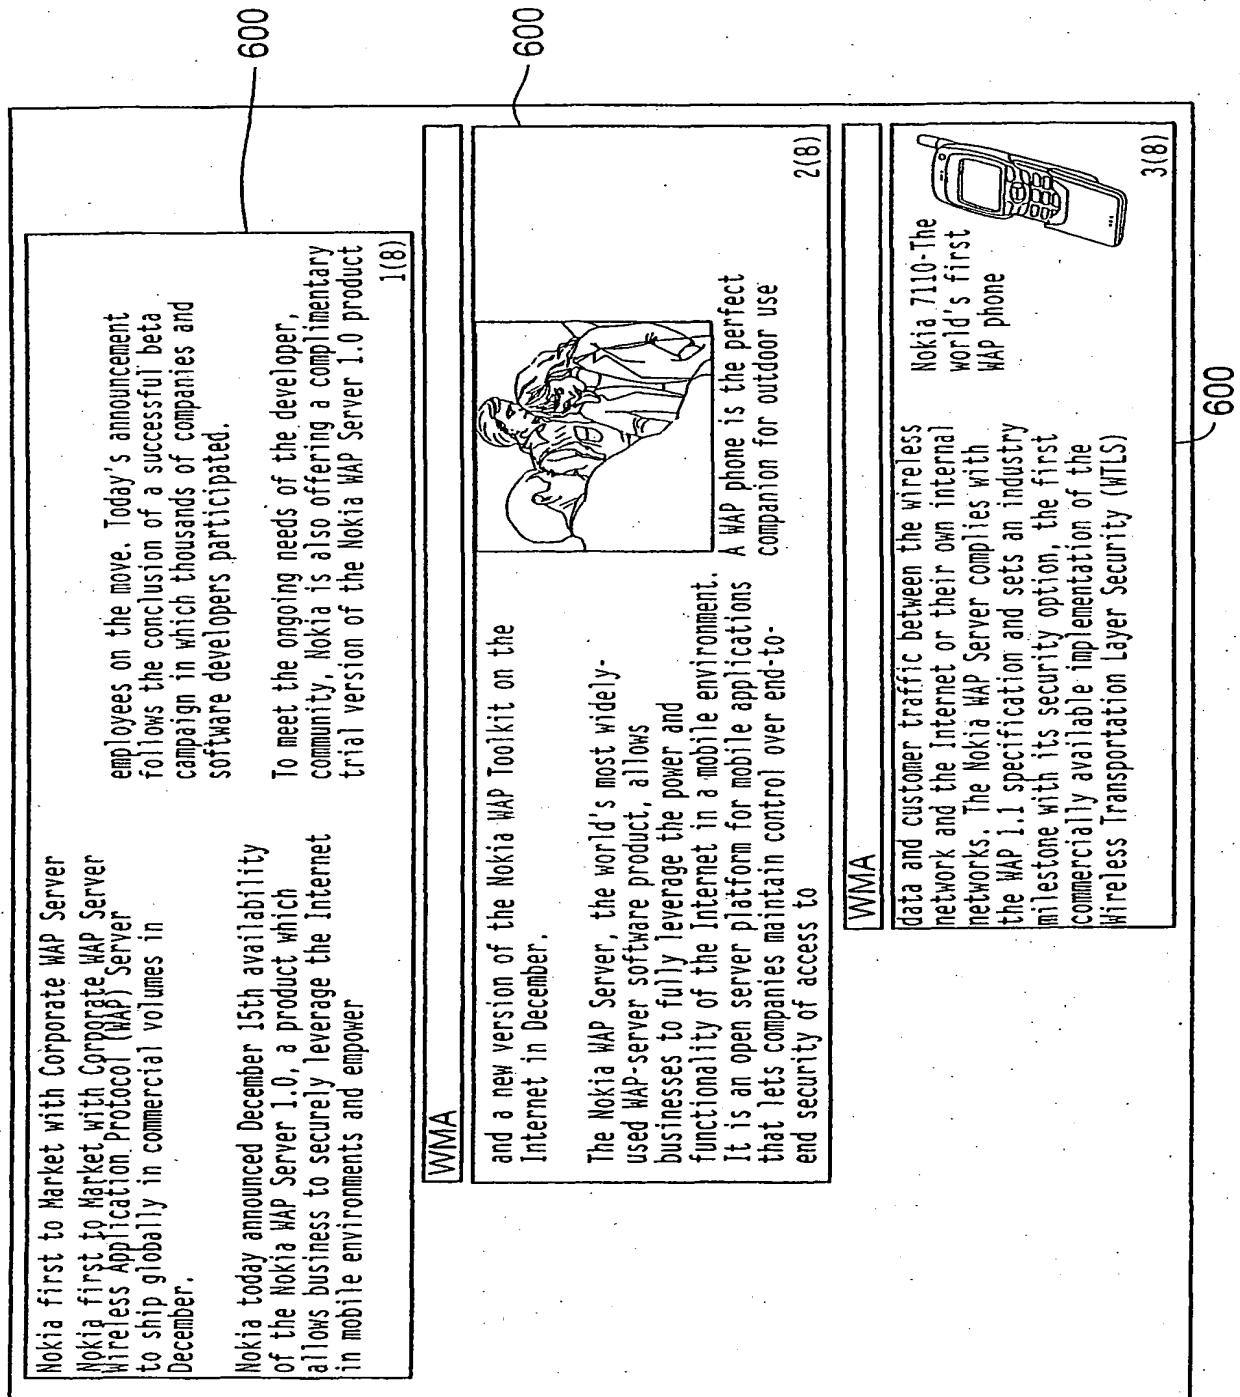 600
Nokia first to Market with Corporate WAP Server
Nokia first to Market with Corporate WAP Server
Wireless Application Protocol (WAP) Server
to ship globally in commercial volumes in
December.
Nokia today announced December 15th availability
of the Nokia WAP Server 1.0, a product which
allows business to securely leverage the Internet
in mobile environments and empower
employees on the move. Today's announcement
follows the conclusion of a successful beta
campaign in which thousands of companies and
software developers participated.
To meet the ongoing needs of the developer,
community, Nokia is also offering a complimentary
trial version of the Nokia WAP Server 1.0 product
1(8)
600
WMA
and a new version of the Nokia WAP Toolkit on the
Internet in December.
The Nokia WAP Server, the world's most widely-
used WAP-server software product, allows
businesses to fully leverage the power and
functionality of the Internet in a mobile environment.
It is an open server platform for mobile applications
that lets companies maintain control over end-to-
end security of access to
A WAP phone is the perfect
companion for outdoor use
2(8)
WMA
data and customer traffic between the wireless
network and the Internet or their own internal
networks. The Nokia WAP Server complies with
the WAP 1.1 specification and sets an industry
milestone with its security option, the first
commercially available implementation of the
Wireless Transportation Layer Security (WTLS)
Nokia 7110-The
world's first
WAP phone
3(8)
600